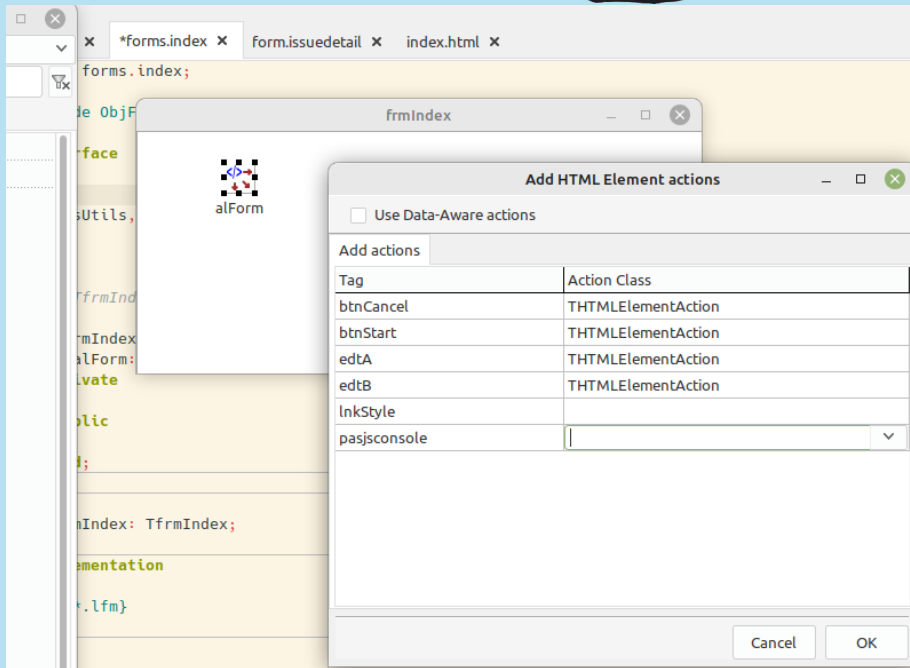 *forms.index form.issuedetail index.html
forms.index;
de ObjF
rface
sUtils,
TfrmInd
rmIndex
alForm:
ivate
blic
d;
mIndex: TfrmIndex;
ementation
*.lfm}
frmIndex
alForm
Add HTML Element actions
Use Data-Aware actions
Add actions
Tag Action Class
btnCancel THTMLElementAction
btnStart THTMLElementAction
edtA THTMLElementAction
edtB THTMLElementAction
lnkStyle
pasjsconsole
Cancel OK